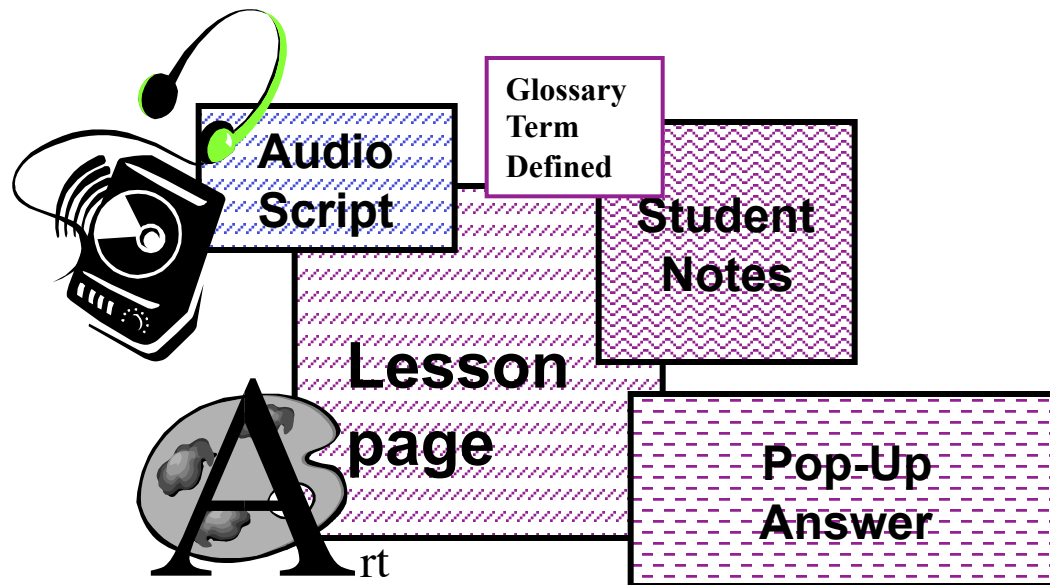 Audio
Script
Glossary
Term
Defined
Student
Notes
Lesson
page
Pop-Up
Answer
Art